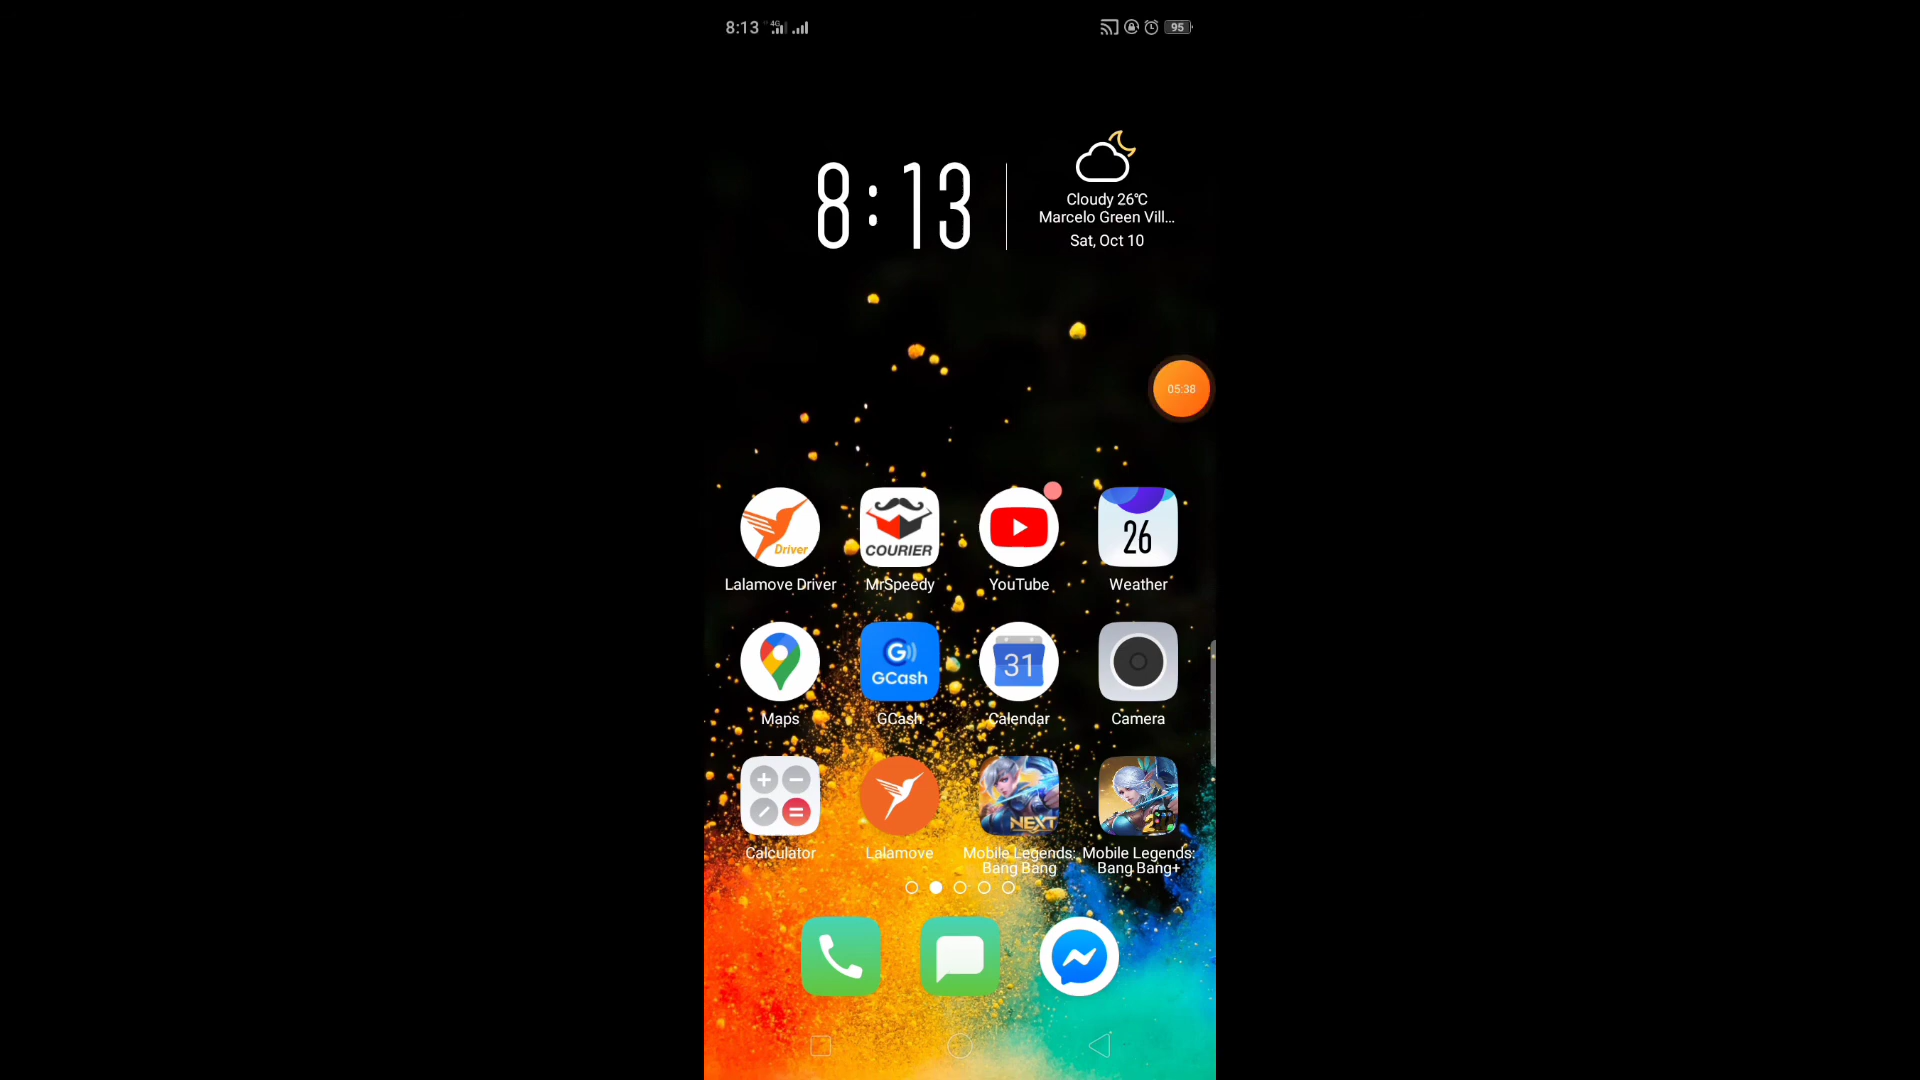 8:13 4G 95
8:13
Cloudy 26℃
Marcelo Green Vill...
Sat, Oct 10
05:38
Driver
COURIER
26
Lalamove Driver MrSpeedy YouTube Weather
G
GCash
31
Maps GCash Calendar Camera
NEXT
Calculator Lalamove Mobile Legends: Bang Bang Mobile Legends: Bang Bang+